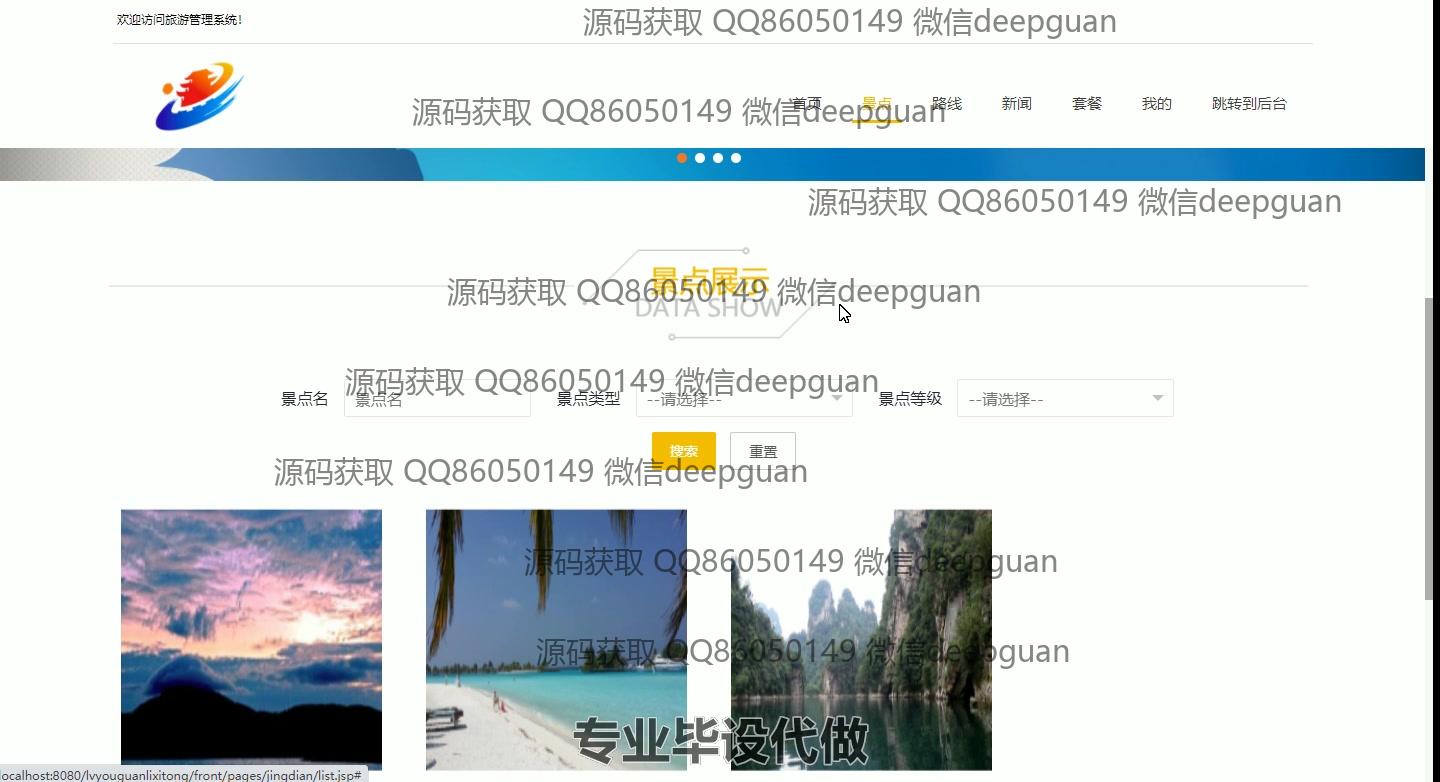 欢迎访问旅游管理系统!
源码获取 QQ86050149 微信deepguan
首页 景点 路线 新闻 套餐 我的 跳转到后台
源码获取 QQ86050149 微信deepguan
源码获取 QQ86050149 微信deepguan
景点展示
源码获取 QQ86050149 微信deepguan
DATA SHOW
源码获取 QQ86050149 微信deepguan
景点名 景点名 景点类型 --请选择-- 景点等级 --请选择--
搜索 重置
源码获取 QQ86050149 微信deepguan
源码获取 QQ86050149 微信deepguan
源码获取 QQ86050149 微信deepguan
专业毕设代做
localhost:8080/lvyouguanlixitong/front/pages/jingdian/list.jsp#